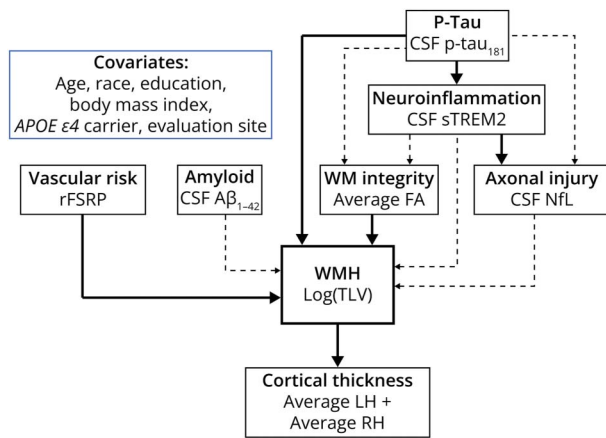 P-Tau
CSF p-tau181
Covariates:
Age, race, education,
body mass index,
APOE ε4 carrier, evaluation site
Neuroinflammation
CSF sTREM2
Vascular risk
rFSRP
Amyloid
CSF Aβ1–42
WM integrity
Average FA
Axonal injury
CSF NfL
WMH
Log(TLV)
Cortical thickness
Average LH +
Average RH